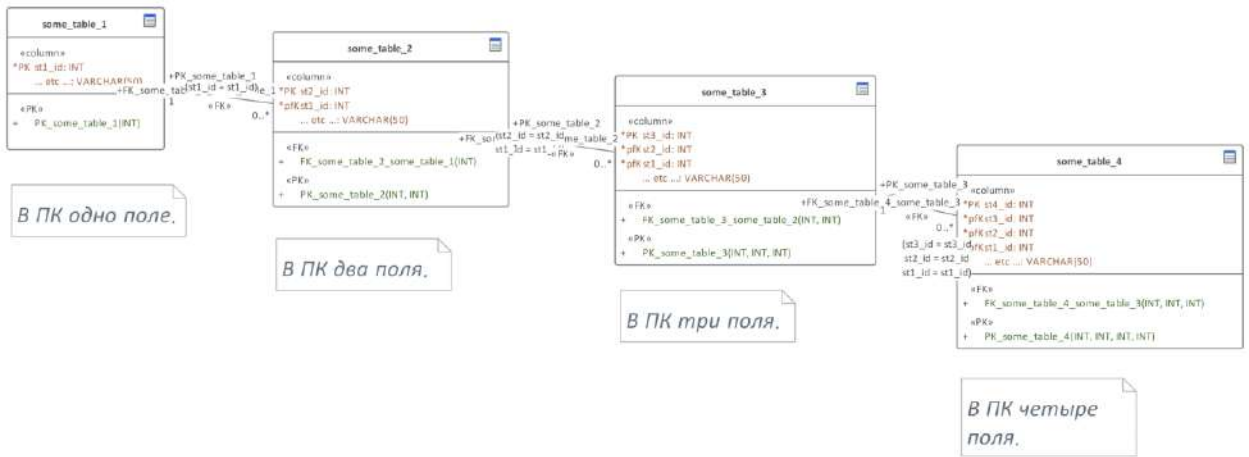 some_table_1
«column»
*PK st1_id: INT
... etc ...: VARCHAR(50)
«PK»
+ PK_some_table_1(INT)
В ПК одно поле.
+PK_some_table_1
(st1_id = st1_id)
1
«FK»
0..*
some_table_2
«column»
*PK st2_id: INT
*pfK st1_id: INT
... etc ...: VARCHAR(50)
«FK»
+ FK_some_table_2_some_table_1(INT)
«PK»
+ PK_some_table_2(INT, INT)
В ПК два поля.
+PK_some_table_2
(st2_id = st2_id
«FK»
0..*
some_table_3
«column»
*PK st3_id: INT
*pfK st2_id: INT
*pfK st1_id: INT
... etc ...: VARCHAR(50)
«FK»
+ FK_some_table_3_some_table_2(INT, INT)
«PK»
+ PK_some_table_3(INT, INT, INT)
В ПК три поля.
+PK_some_table_3
+FK_some_table_4_some_table_3
1
«FK»
0..*
(st3_id = st3_id
st2_id = st2_id
st1_id = st1_id)
some_table_4
«column»
*PK st4_id: INT
*pfK st3_id: INT
*pfK st2_id: INT
*pfK st1_id: INT
... etc ...: VARCHAR(50)
«FK»
+ FK_some_table_4_some_table_3(INT, INT, INT)
«PK»
+ PK_some_table_4(INT, INT, INT, INT)
В ПК четыре
поля.